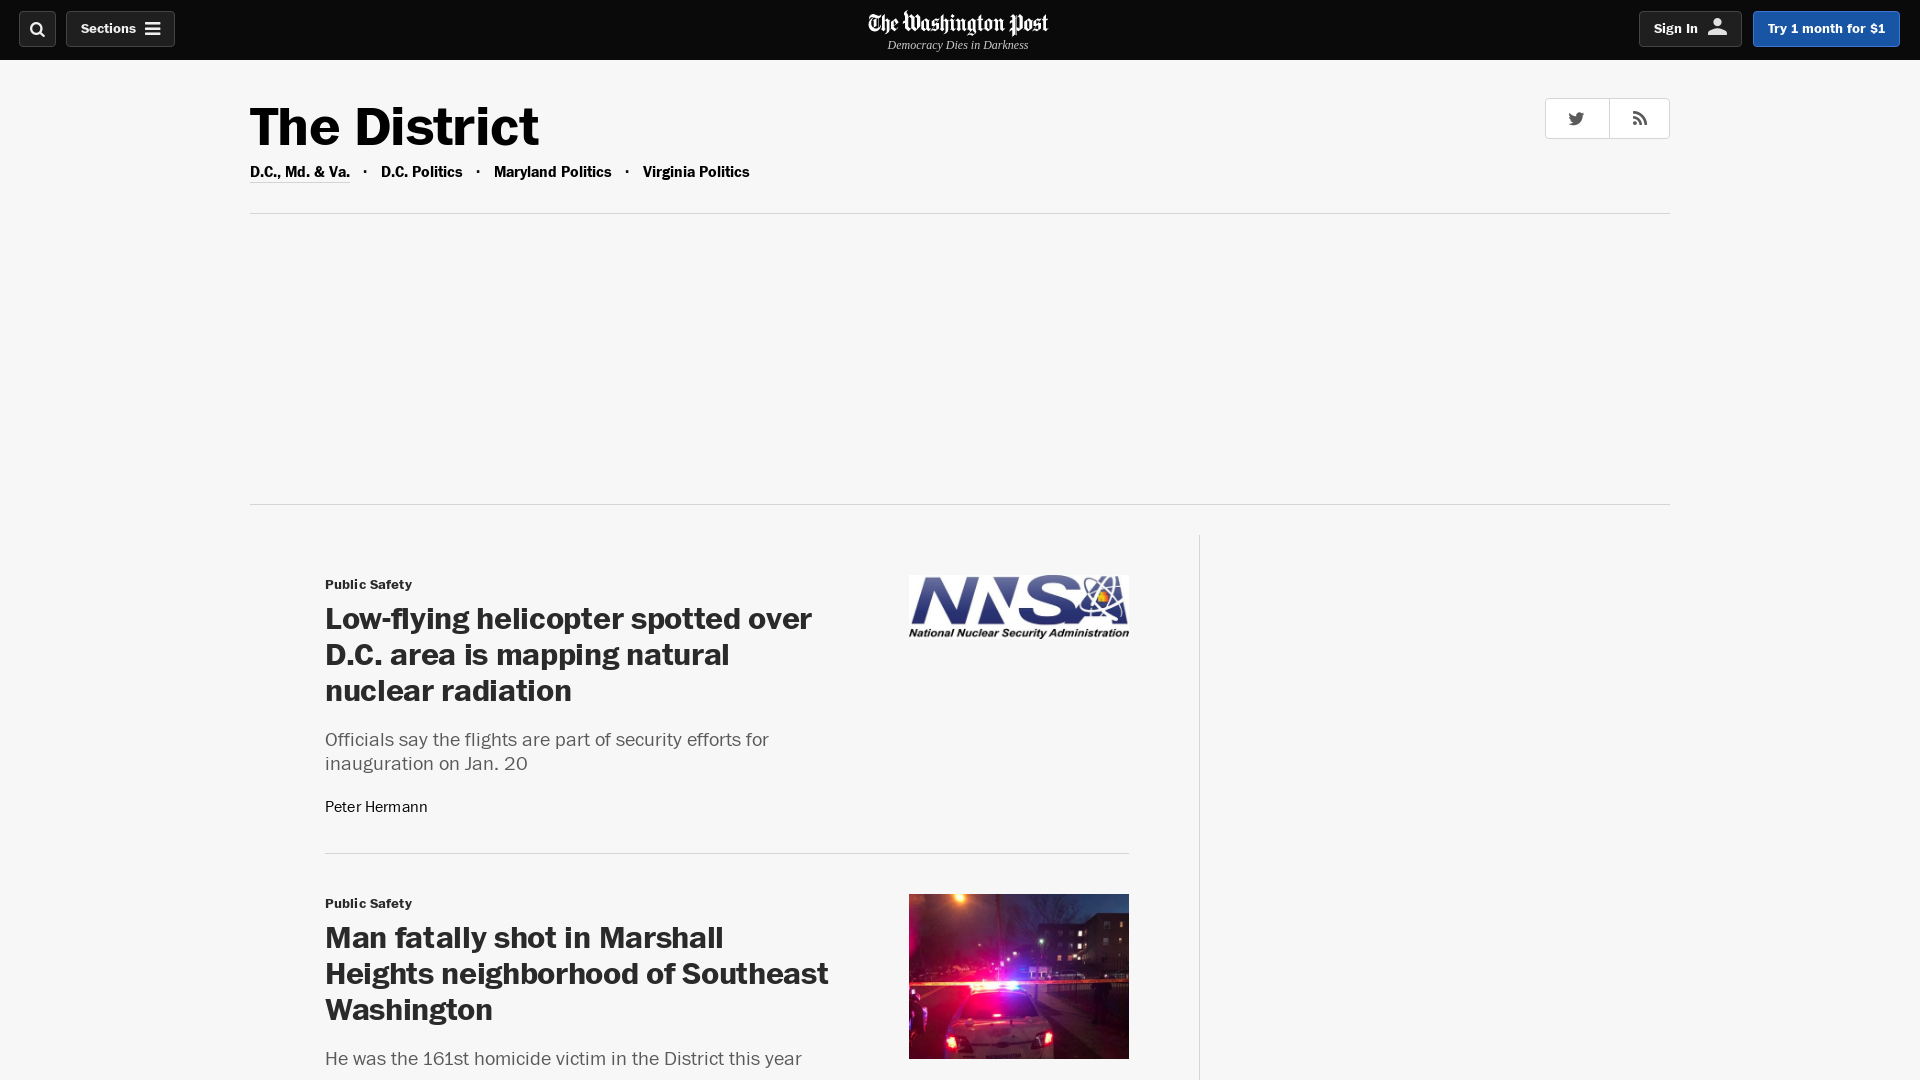 Sections
The Washington Post
Democracy Dies in Darkness
Sign In
Try 1 month for $1
The District
D.C., Md. & Va. · D.C. Politics · Maryland Politics · Virginia Politics
Public Safety
Low-flying helicopter spotted over
D.C. area is mapping natural
nuclear radiation
Officials say the flights are part of security efforts for
inauguration on Jan. 20
Peter Hermann
NNSA
National Nuclear Security Administration
Public Safety
Man fatally shot in Marshall
Heights neighborhood of Southeast
Washington
He was the 161st homicide victim in the District this year